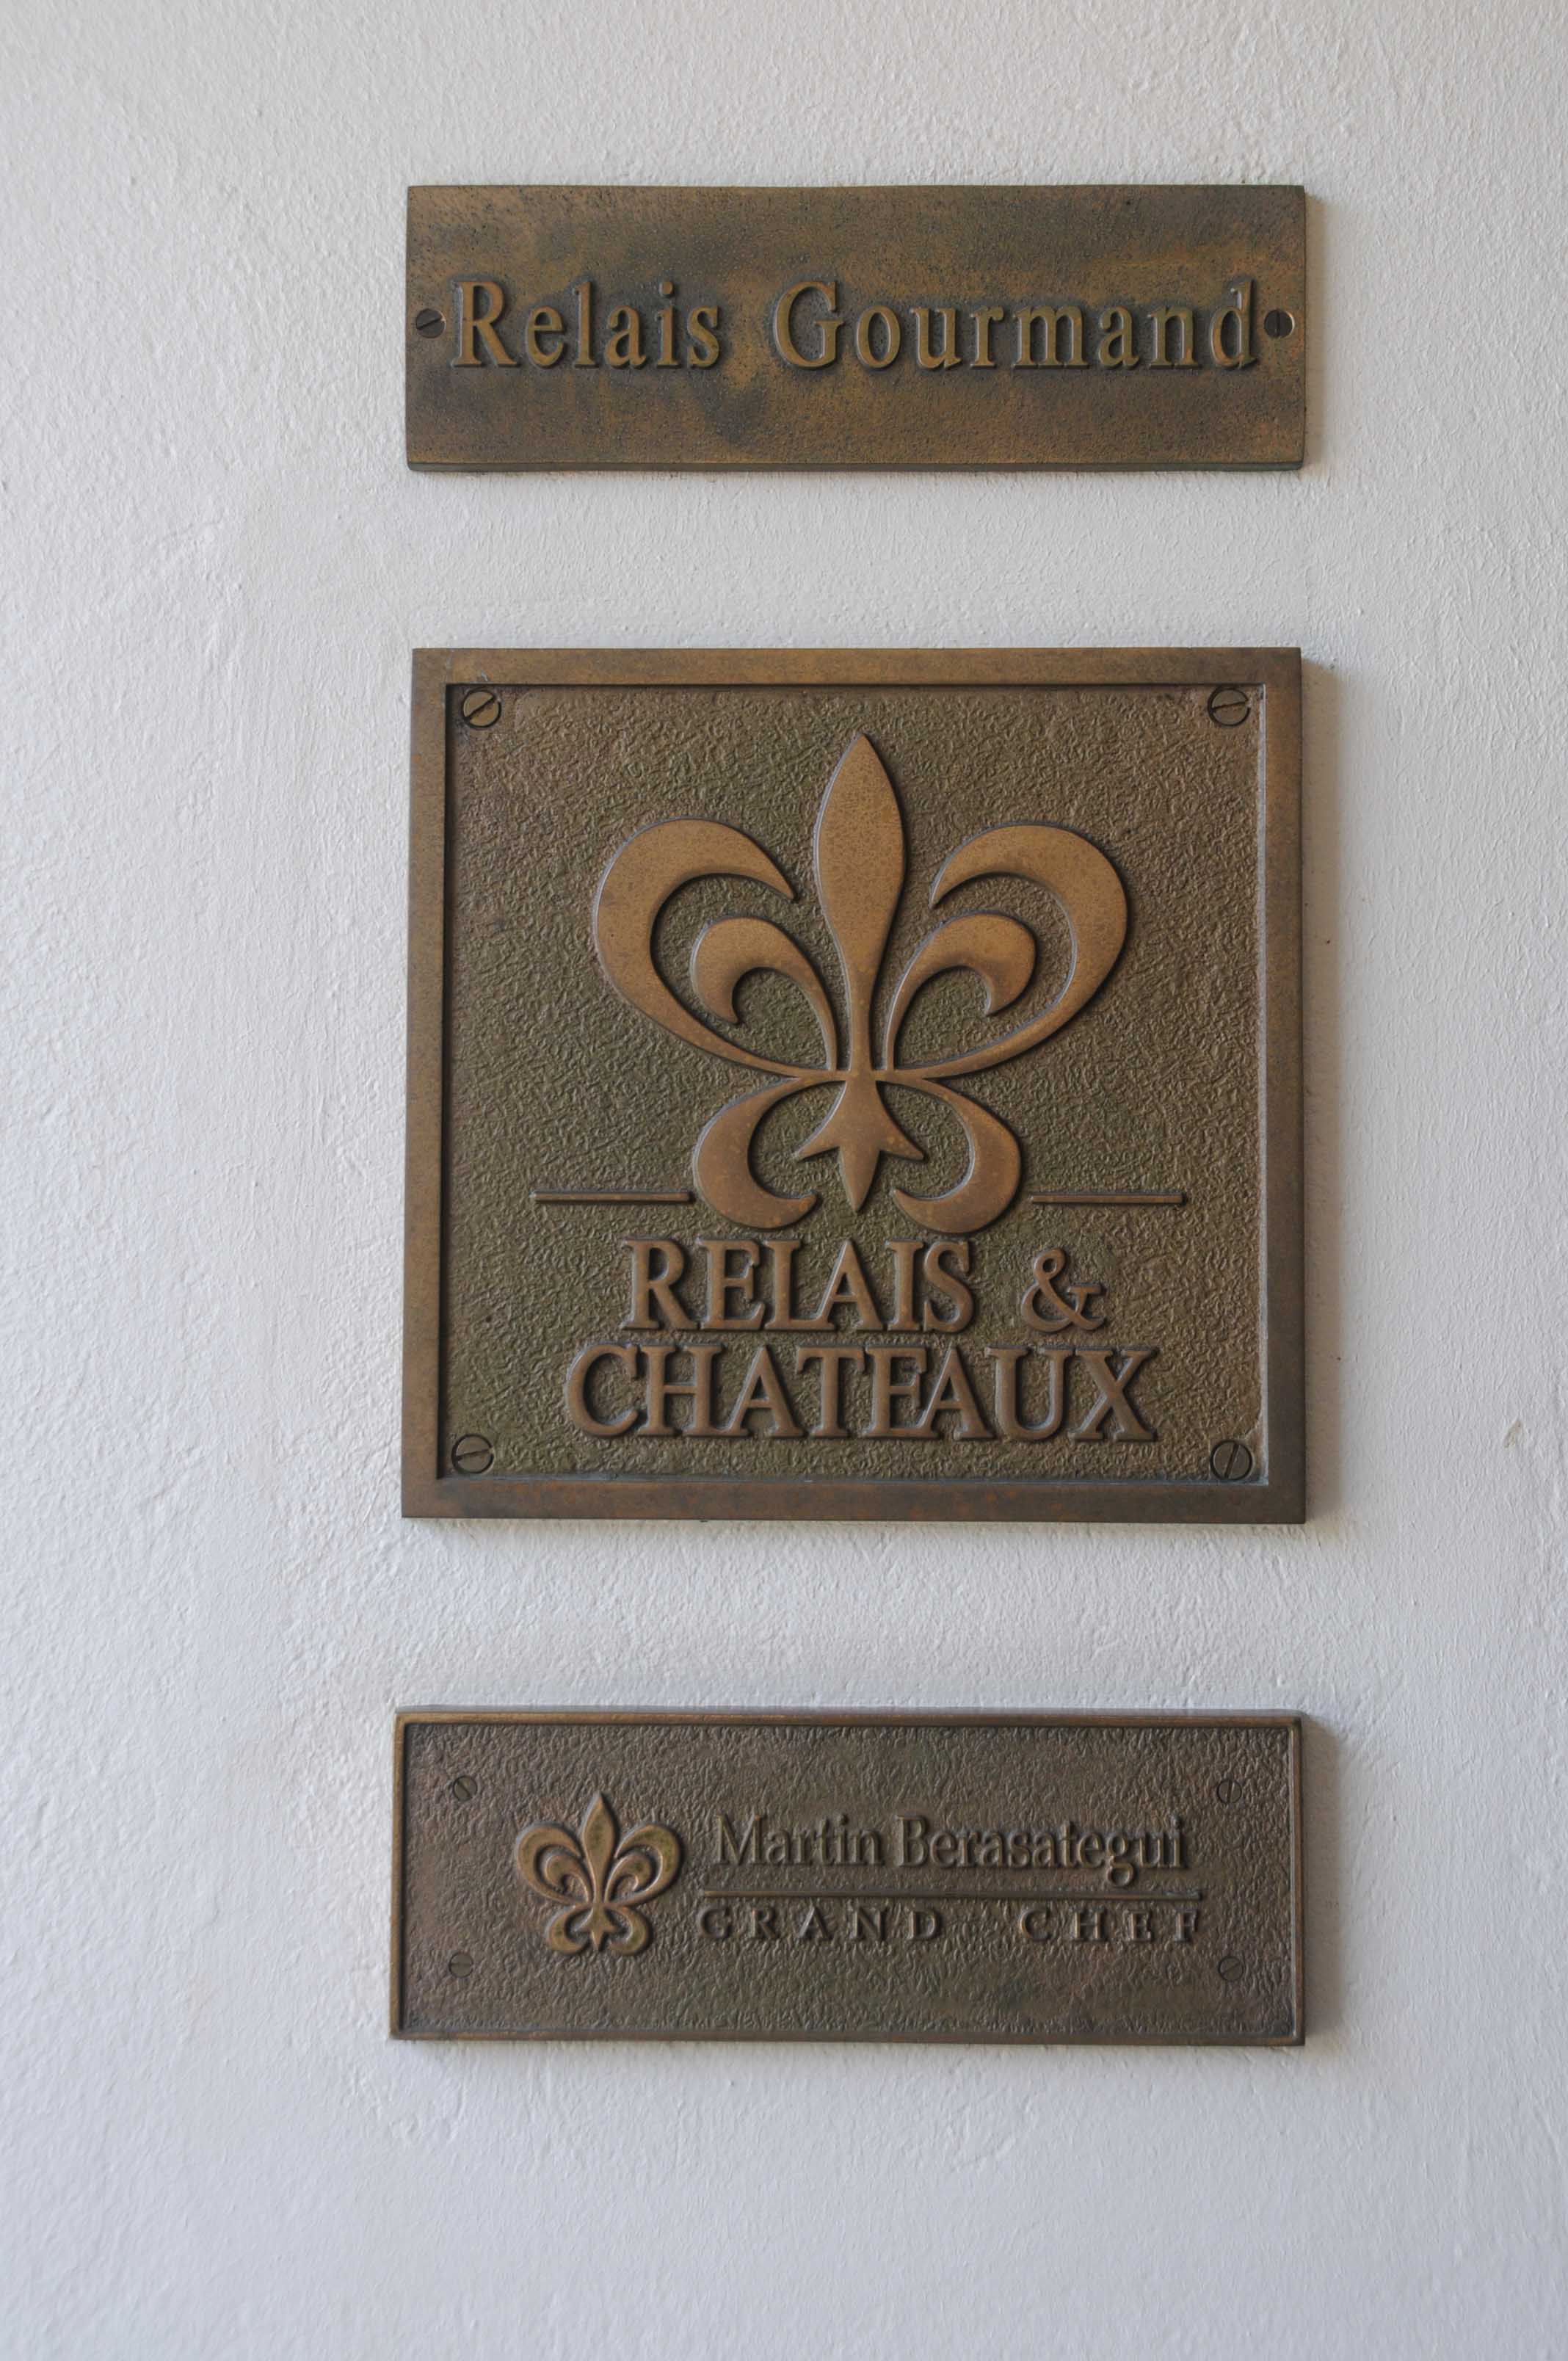 Relais Gourmand
RELAIS &
CHATEAUX
Martin Berasategui
GRAND CHEF